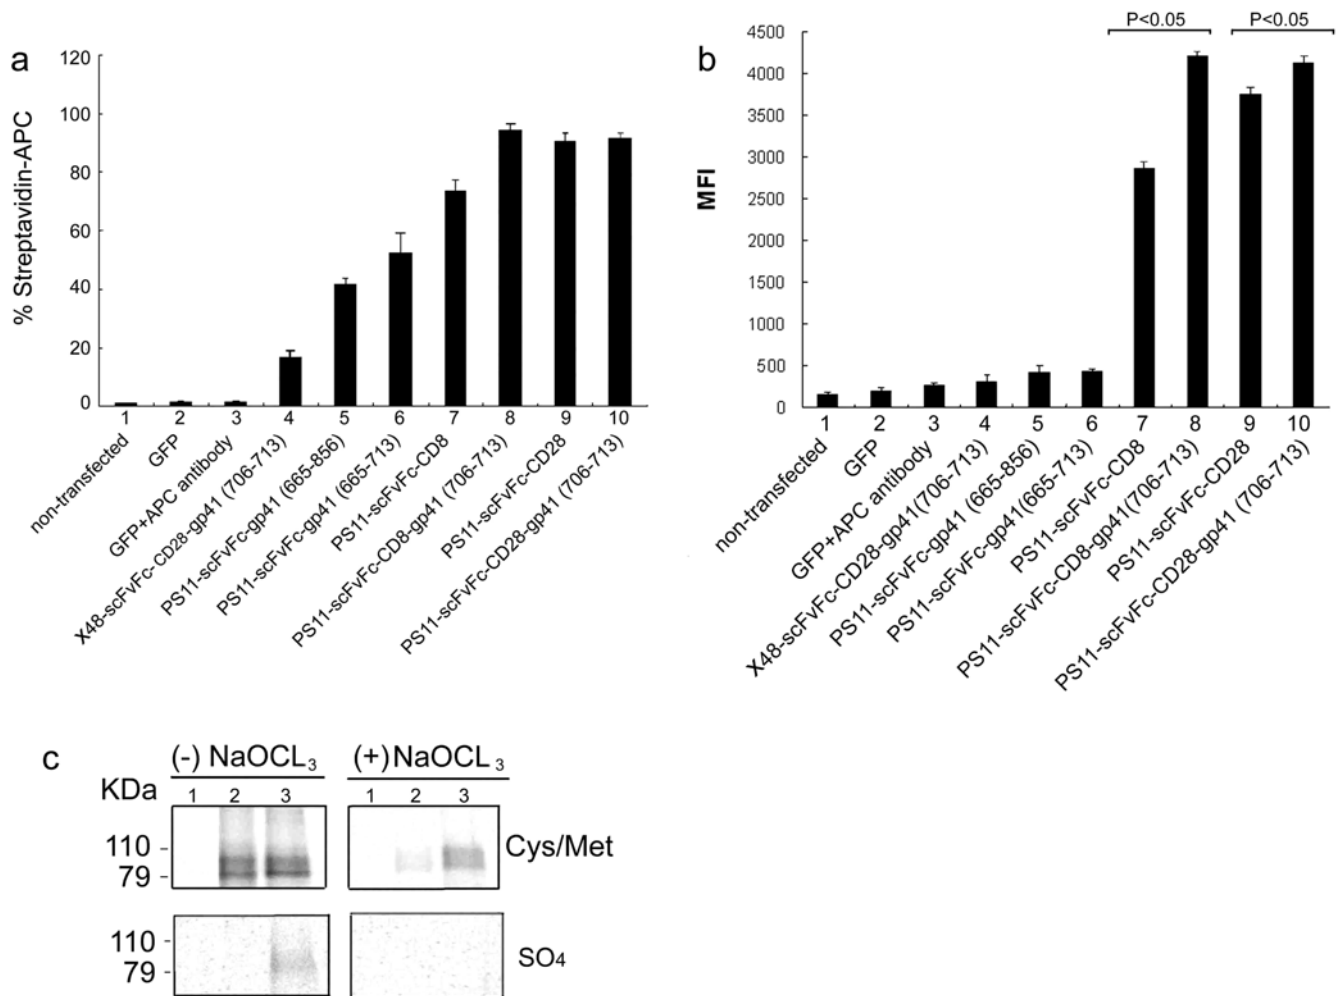 a
% Streptavidin-APC
120
100
80
60
40
20
0
1 2 3 4 5 6 7 8 9 10
non-transfected
GFP
GFP+APC antibody
X48-scFvFc- CD28-gp41 (706-713)
PS11-scFvFc-gp41 (665-856)
PS11-scFvFc-gp41 (665-713)
PS11-scFvFc-CD8
PS11-scFvFc-CD8-gp41 (706-713)
PS11-scFvFc-CD28
PS11-scFvFc-CD28-gp41 (706-713)
b
MFI
P<0.05 P<0.05
4500
4000
3500
3000
2500
2000
1500
1000
500
0
1 2 3 4 5 6 7 8 9 10
non-transfected
GFP
GFP+APC antibody
X48-scFvFc-CD28-gp41 (706-713)
PS11-scFvFc-gp41 (665-856)
PS11-scFvFc-gp41 (665-713)
PS11-scFvFc-CD8
PS11-scFvFc-CD8-gp41 (706-713)
PS11-scFvFc-CD28
PS11-scFvFc-CD28-gp41 (706-713)
c
(-) NaOCL3 (+) NaOCL3
KDa 1 2 3 1 2 3
110 -
79 -
Cys/Met
110 -
79 -
SO4